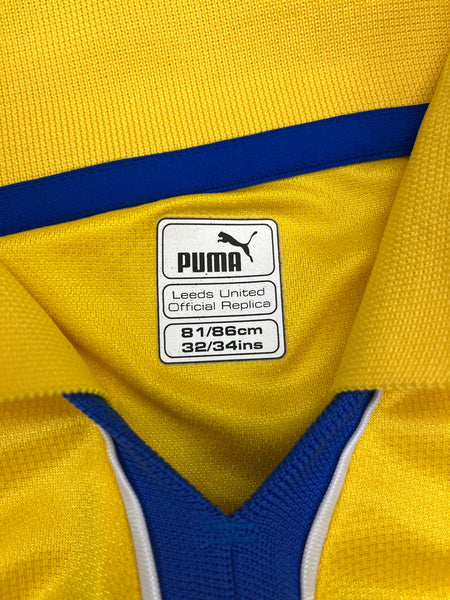 PUMA
Leeds United
Official Replica
81/86cm
32/34ins